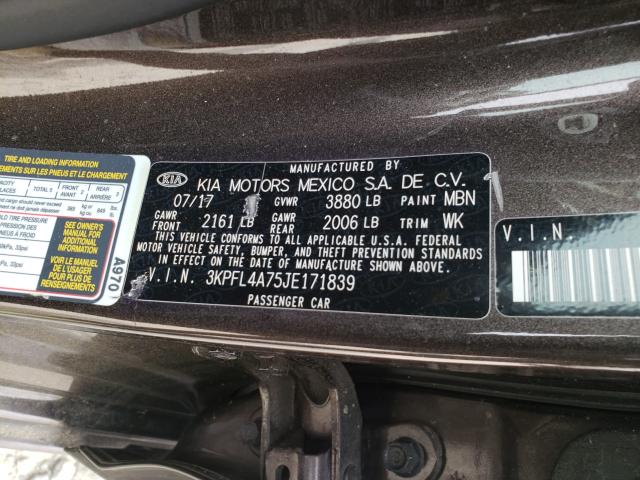 TIRE AND LOADING INFORMATION
SEE OWNER'S
MANUAL FOR
ADDITIONAL
INFORMATION
VOIR LE MANUEL
DE L'USAGER
POUR PLUS DE
RENSEIGNEMENTS
A970
MANUFACTURED BY
KIA KIA MOTORS MEXICO S.A. DE C.V.
07/17 GVWR 3880 LB PAINT MBN
GAWR FRONT 2161 LB GAWR REAR 2006 LB TRIM WK
THIS VEHICLE CONFORMS TO ALL APPLICABLE U.S.A. FEDERAL
MOTOR VEHICLE SAFETY, BUMPER, AND THEFT PREVENTION STANDARDS
IN EFFECT ON THE DATE OF MANUFACTURE SHOWN ABOVE.
V.I.N. 3KPFL4A75JE171839
PASSENGER CAR
V.I.N.